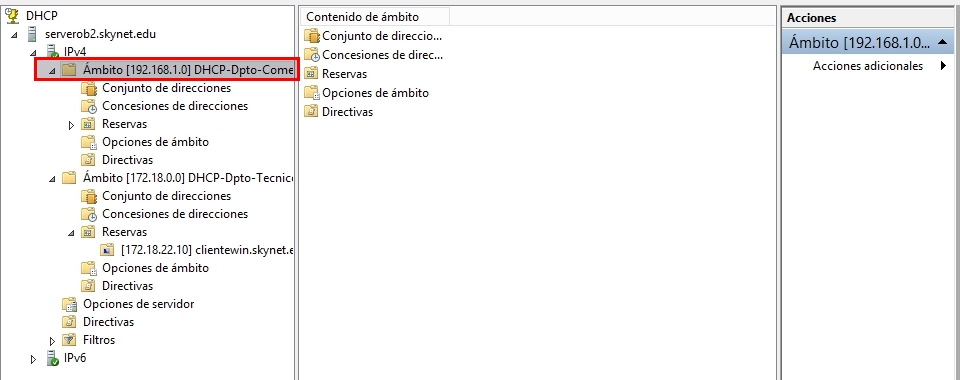 DHCP
serverob2.skynet.edu
IPv4
Ámbito [192.168.1.0] DHCP-Dpto-Come
Conjunto de direcciones
Concesiones de direcciones
Reservas
Opciones de ámbito
Directivas
Ámbito [172.18.0.0] DHCP-Dpto-Tecnico
Conjunto de direcciones
Concesiones de direcciones
Reservas
[172.18.22.10] clientewin.skynet.e
Opciones de ámbito
Directivas
Opciones de servidor
Directivas
Filtros
IPv6
Contenido de ámbito
Conjunto de direccio...
Concesiones de direc...
Reservas
Opciones de ámbito
Directivas
Acciones
Ámbito [192.168.1.0...
Acciones adicionales